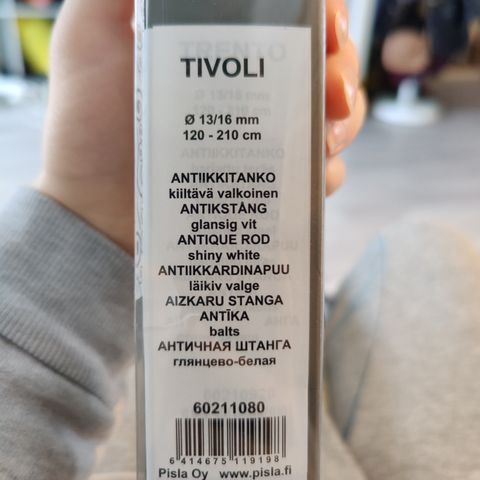 TIVOLI
Ø 13/16 mm
120 - 210 cm
ANTIIKKITANKO
kiiltävä valkoinen
ANTIKSTÅNG
glansig vit
ANTIQUE ROD
shiny white
ANTIIKKARDINAPUU
läikiv valge
AIZKARU STANGA
ANTĪKA
balts
АНТИЧНАЯ ШТАНГА
глянцево-белая
60211080
6 414675 119198
Pisla Oy www.pisla.fi